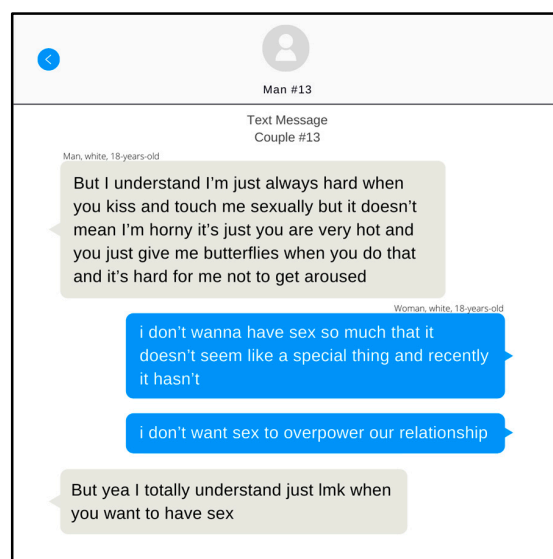 Man #13
Text Message
Couple #13
Man, white, 18-years-old
But I understand I'm just always hard when
you kiss and touch me sexually but it doesn't
mean I'm horny it's just you are very hot and
you just give me butterflies when you do that
and it's hard for me not to get aroused
Woman, white, 18-years-old
i don't wanna have sex so much that it
doesn't seem like a special thing and recently
it hasn't
i don't want sex to overpower our relationship
But yea I totally understand just lmk when
you want to have sex